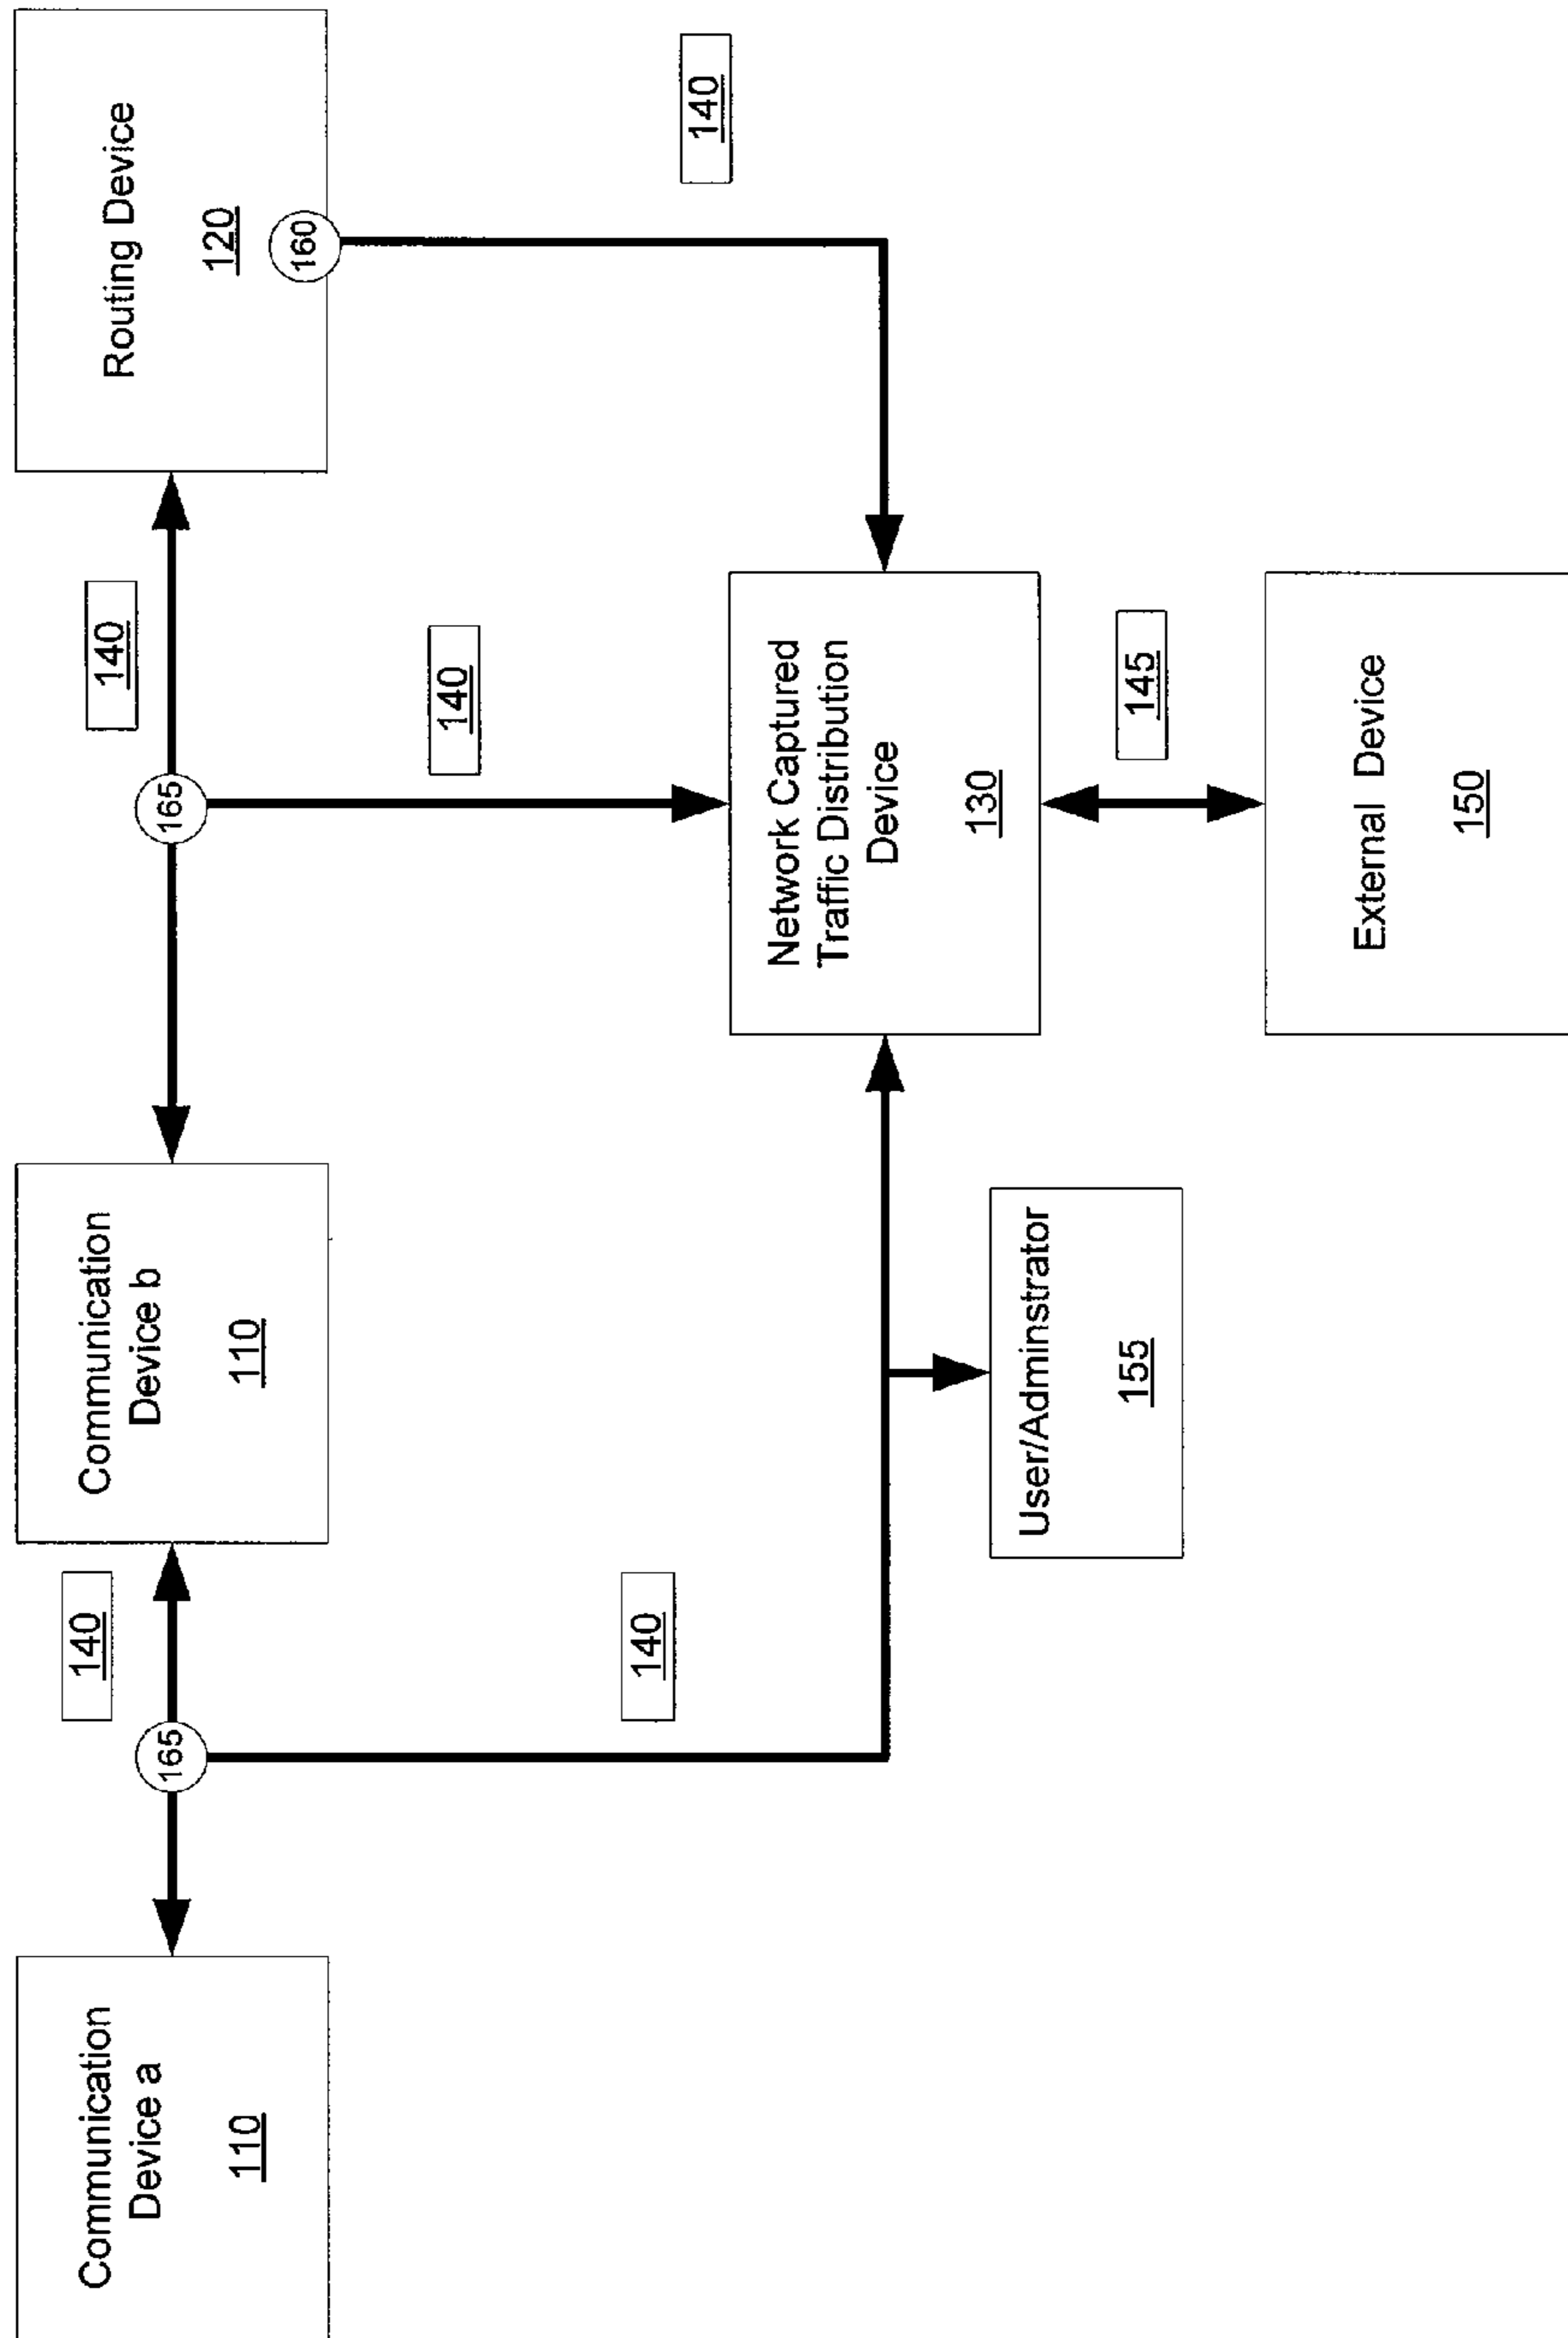 Communication
Device a
110
165
140
Communication
Device b
110
165
140
Routing Device
120
160
140
140
140
Network Captured
Traffic Distribution
Device
130
User/Adminstrator
155
145
External Device
150